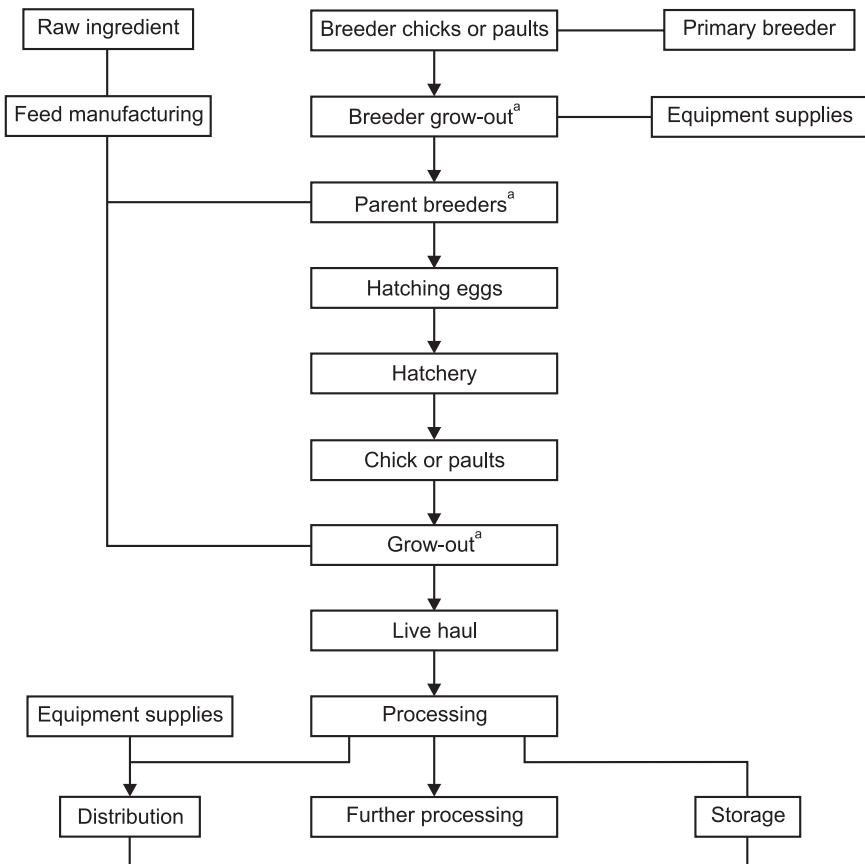 Raw ingredient
Breeder chicks or paults
Primary breeder
Feed manufacturing
Breeder grow-outᵃ
Equipment supplies
Parent breedersᵃ
Hatching eggs
Hatchery
Chick or paults
Grow-outᵃ
Live haul
Equipment supplies
Processing
Distribution
Further processing
Storage